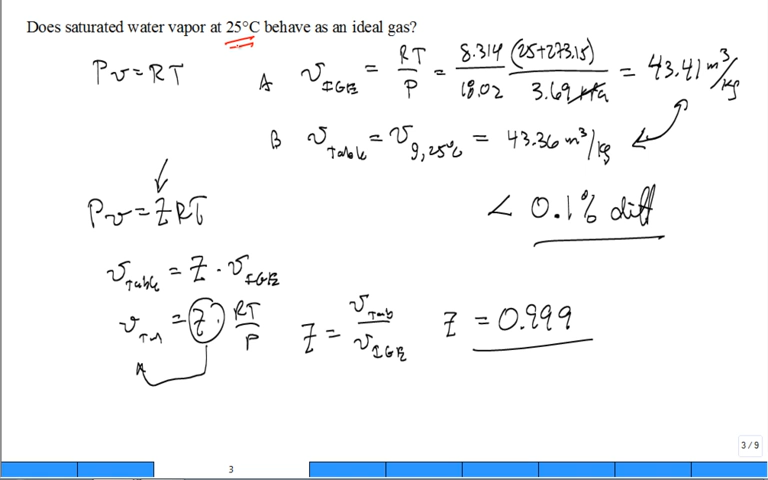 Does saturated water vapor at 25°C behave as an ideal gas?
Pv = RT
A v_IGE = RT/P = 8.314/18.02 (25+273.15)/3.69 kPa = 43.41 m³/kg
B v_Table = v_g,25°C = 43.36 m³/kg
Pv = ZRT
< 0.1% diff
v_Table = Z · v_IGE
v = Z · RT/P
Z = v_Tab/v_IGE
Z = 0.999
3/9
3